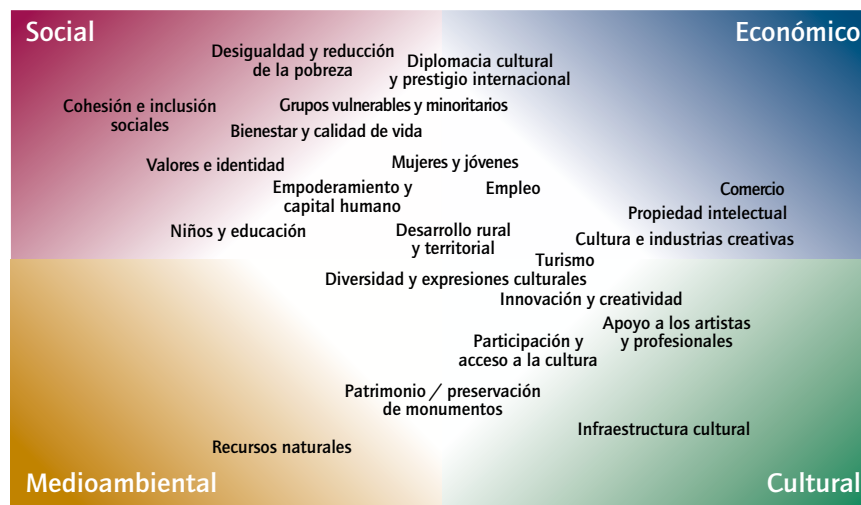 Social
Económico
Desigualdad y reducción
de la pobreza
Diplomacia cultural
y prestigio internacional
Cohesión e inclusión
sociales
Grupos vulnerables y minoritarios
Bienestar y calidad de vida
Valores e identidad
Mujeres y jóvenes
Empoderamiento y
capital humano
Empleo
Comercio
Propiedad intelectual
Niños y educación
Desarrollo rural
y territorial
Cultura e industrias creativas
Turismo
Diversidad y expresiones culturales
Innovación y creatividad
Apoyo a los artistas
y profesionales
Participación y
acceso a la cultura
Patrimonio / preservación
de monumentos
Infraestructura cultural
Recursos naturales
Medioambiental
Cultural